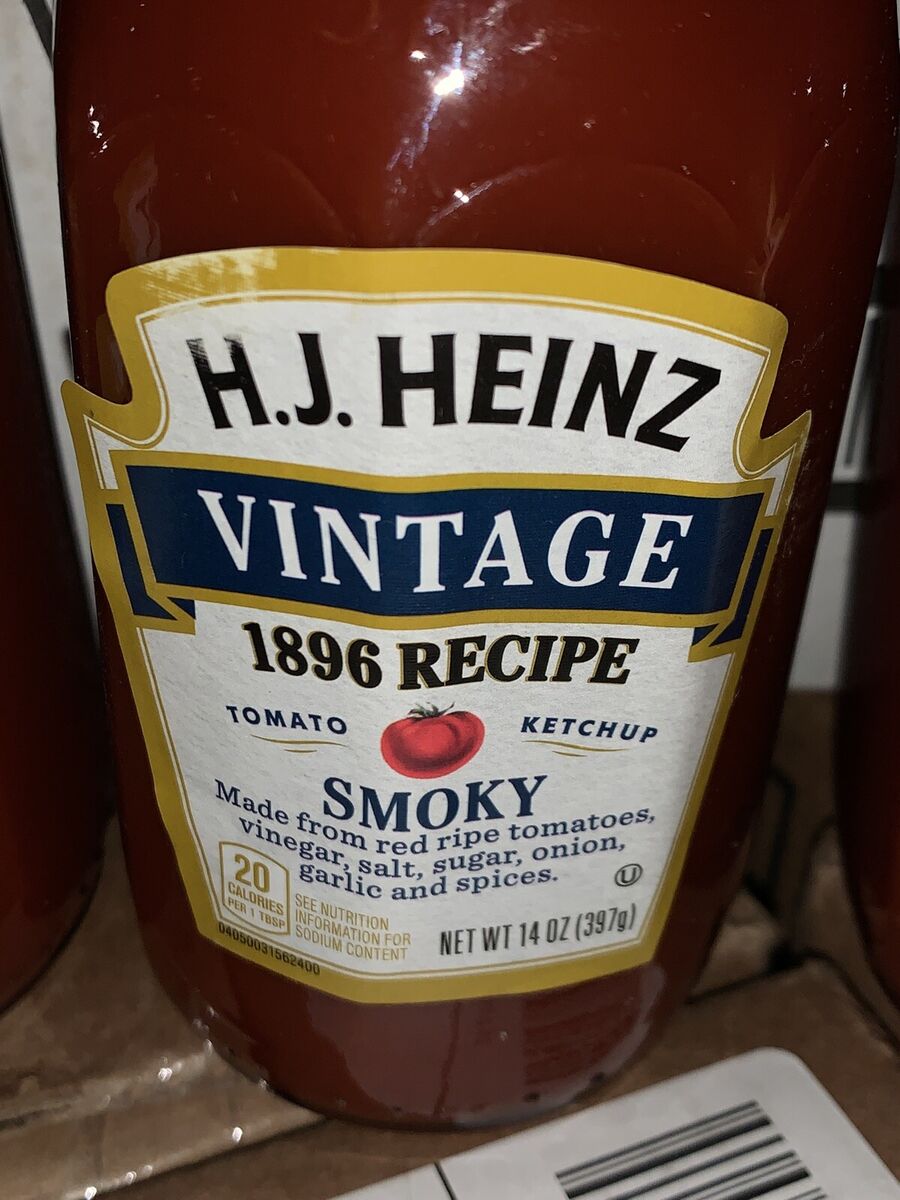 H.J. HEINZ
VINTAGE
1896 RECIPE
TOMATO KETCHUP
SMOKY
Made from red ripe tomatoes,
vinegar, salt, sugar, onion,
garlic and spices.
U
20
CALORIES
PER 1 TBSP
SEE NUTRITION
INFORMATION FOR
SODIUM CONTENT
NET WT 14 OZ (397g)
04050031562400